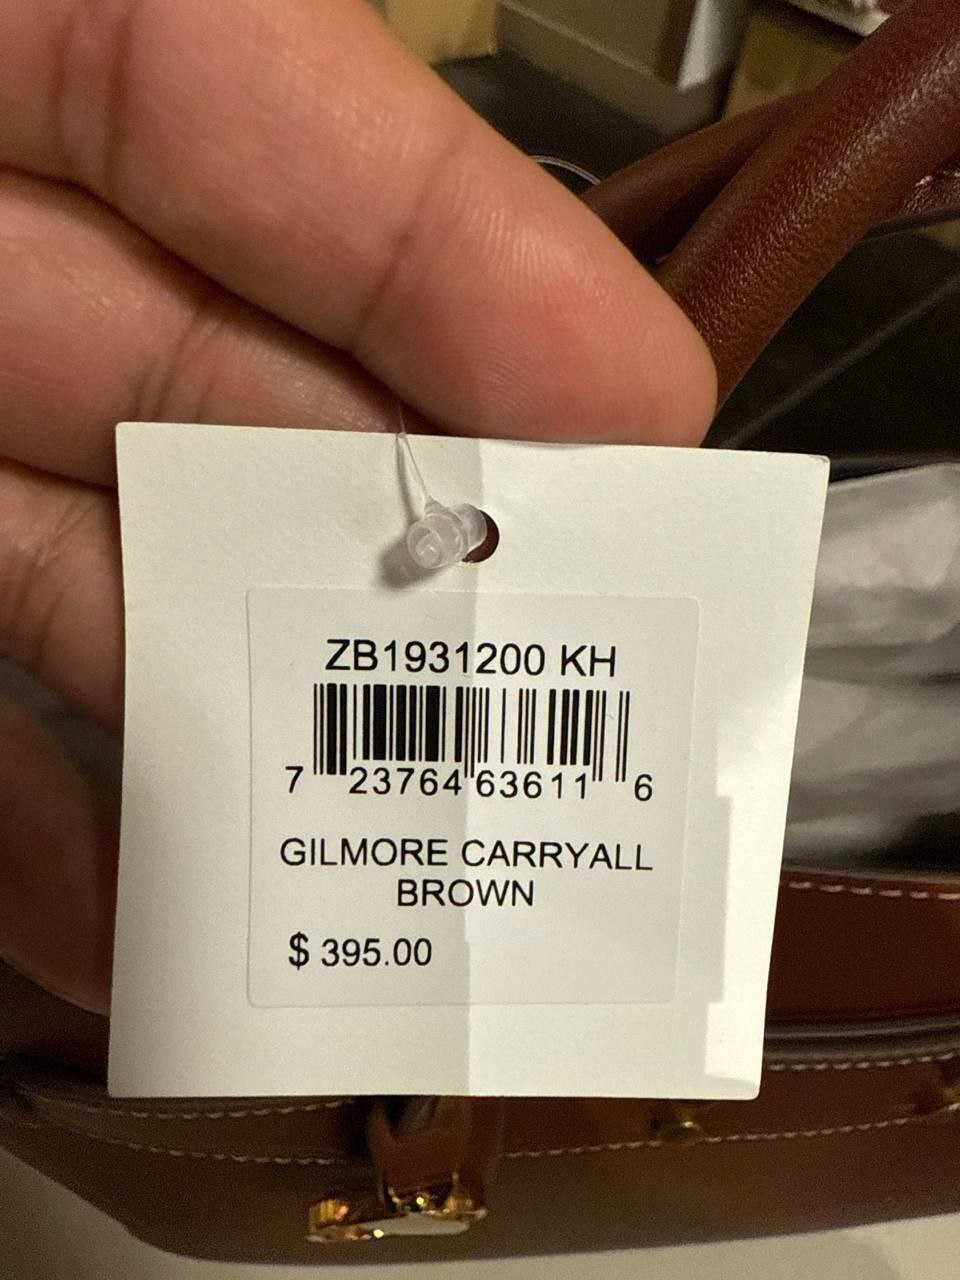 ZB1931200 KH
7 23764 63611 6
GILMORE CARRYALL
BROWN
$ 395.00